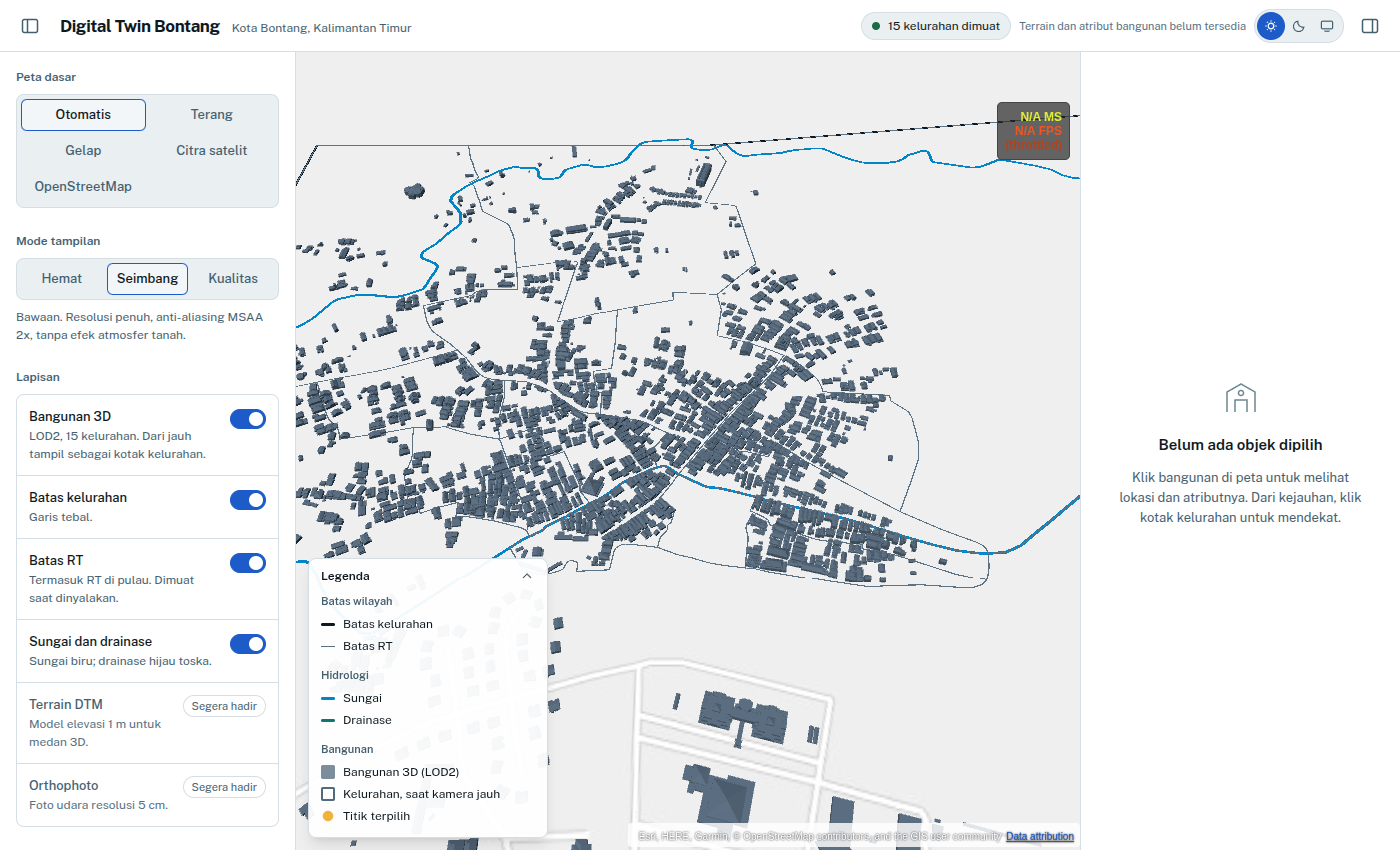 Digital Twin Bontang
Kota Bontang, Kalimantan Timur
15 kelurahan dimuat
Terrain dan atribut bangunan belum tersedia
Peta dasar
Otomatis
Terang
Gelap
Citra satelit
OpenStreetMap
Mode tampilan
Hemat
Seimbang
Kualitas
Bawaan. Resolusi penuh, anti-aliasing MSAA
2x, tanpa efek atmosfer tanah.
Lapisan
Bangunan 3D
LOD2, 15 kelurahan. Dari jauh
tampil sebagai kotak kelurahan.
Batas kelurahan
Garis tebal.
Batas RT
Termasuk RT di pulau. Dimuat
saat dinyalakan.
Sungai dan drainase
Sungai biru; drainase hijau toska.
Terrain DTM
Segera hadir
Model elevasi 1 m untuk
medan 3D.
Orthophoto
Segera hadir
Foto udara resolusi 5 cm.
N/A MS
N/A FPS
(throttled)
Legenda
Batas wilayah
Batas kelurahan
Batas RT
Hidrologi
Sungai
Drainase
Bangunan
Bangunan 3D (LOD2)
Kelurahan, saat kamera jauh
Titik terpilih
Esri, HERE, Garmin, © OpenStreetMap contributors, and the GIS user community
Data attribution
Belum ada objek dipilih
Klik bangunan di peta untuk melihat
lokasi dan atributnya. Dari kejauhan, klik
kotak kelurahan untuk mendekat.